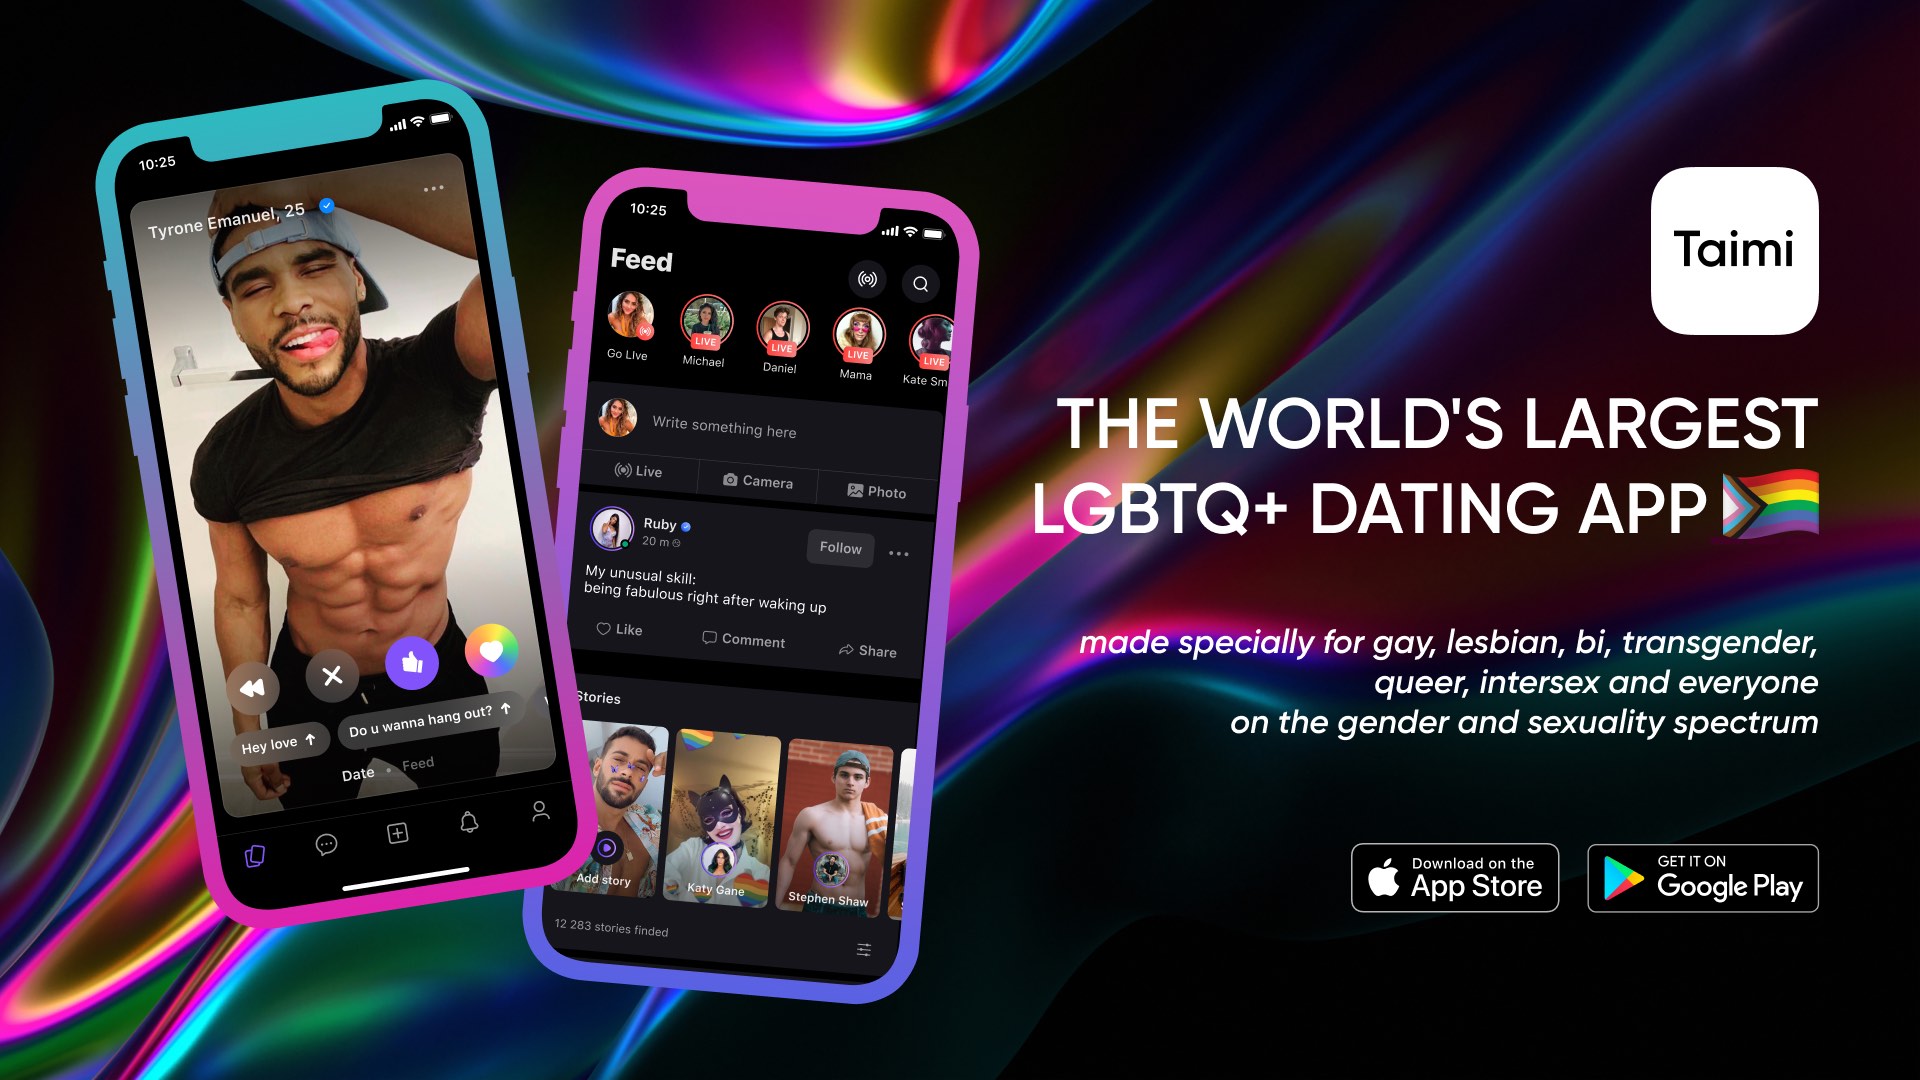 10:25
Tyrone Emanuel, 25
Hey love
Do u wanna hang out?
Date • Feed
10:25
Feed
LIVE
LIVE
LIVE
LIVE
Go LIve
Michael
Daniel
Mama
Kate Sm
Write something here
Live
Camera
Photo
Ruby
20 m
Follow
My unusual skill:
being fabulous right after waking up
Like
Comment
Share
Stories
Add story
Katy Gane
Stephen Shaw
12 283 stories finded
Taimi
THE WORLD'S LARGEST
LGBTQ+ DATING APP
made specially for gay, lesbian, bi, transgender,
queer, intersex and everyone
on the gender and sexuality spectrum
Download on the
App Store
GET IT ON
Google Play